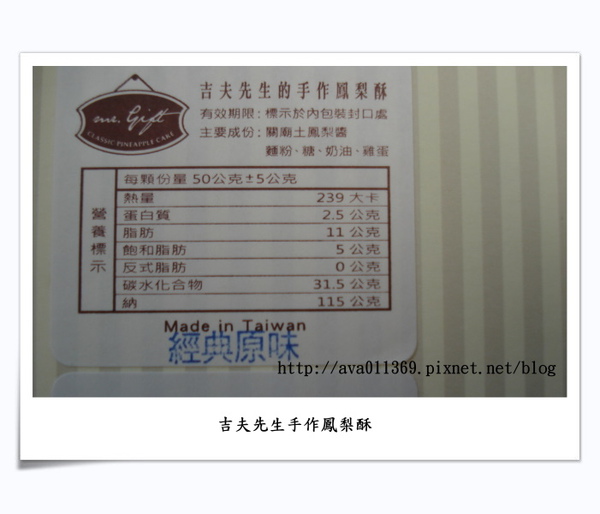 mr. Gift
CLASSIC PINEAPPLE CAKE
吉夫先生的手作鳳梨酥
有效期限：標示於內包裝封口處
主要成份：關廟土鳳梨醬
麵粉、糖、奶油、雞蛋
營養標示
每顆份量 50公克±5公克
熱量 239 大卡
蛋白質 2.5 公克
脂肪 11 公克
飽和脂肪 5 公克
反式脂肪 0 公克
碳水化合物 31.5 公克
納 115 公克
Made in Taiwan
經典原味
http://ava011369.pixnet.net/blog
吉夫先生手作鳳梨酥